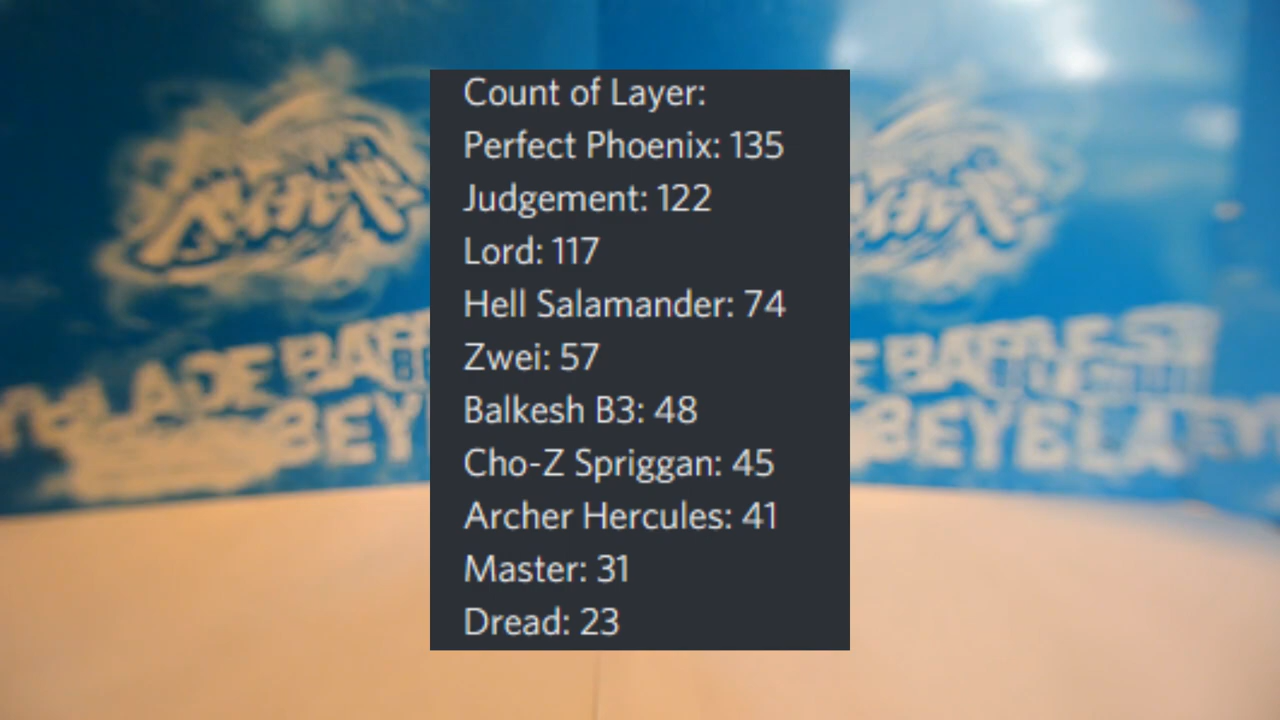 Count of Layer:
Perfect Phoenix: 135
Judgement: 122
Lord: 117
Hell Salamander: 74
Zwei: 57
Balkesh B3: 48
Cho-Z Spriggan: 45
Archer Hercules: 41
Master: 31
Dread: 23